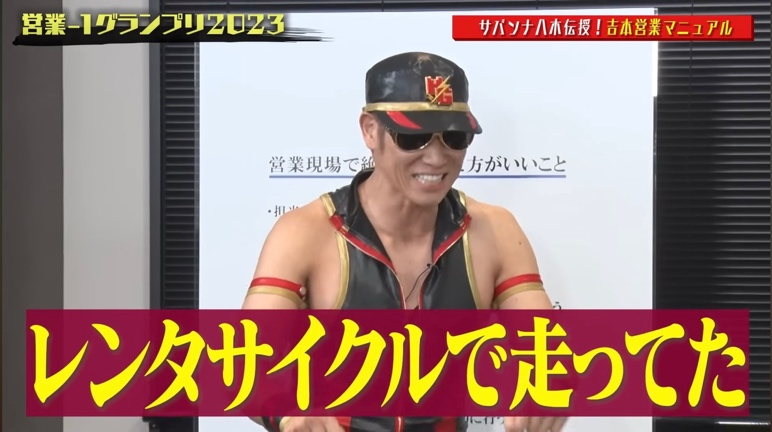 営業-1グランプリ2023
サバンナ八木伝授!吉本営業マニュアル
営業現場で絶
方がいいこと
・担当
レンタサイクルで走ってた